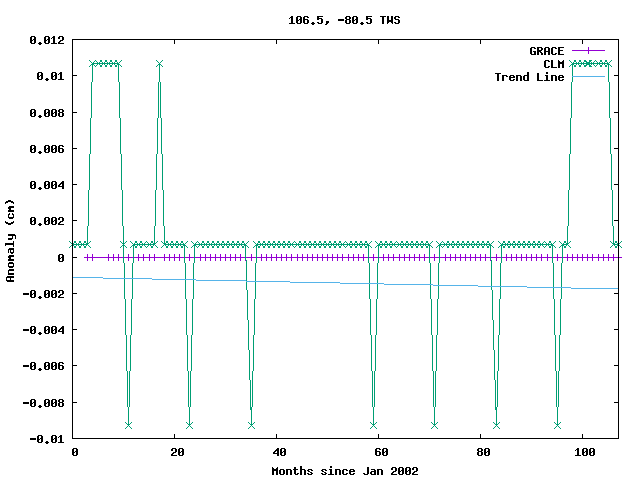 106.5, -80.5 TWS
GRACE
CLM
Trend Line
0.012
0.01
0.008
0.006
0.004
0.002
0
-0.002
-0.004
-0.006
-0.008
-0.01
Anomaly (cm)
0 20 40 60 80 100
Months since Jan 2002